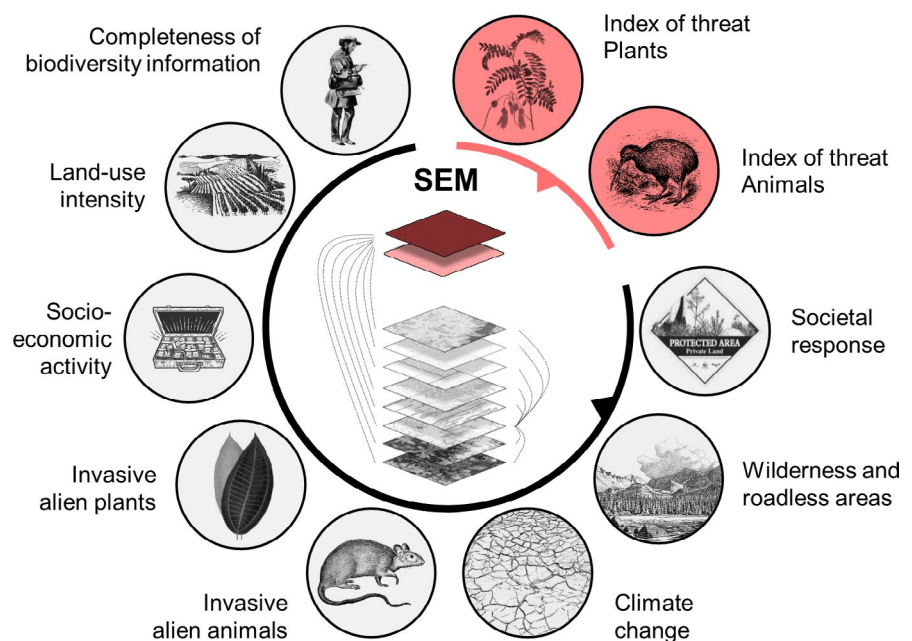 Completeness of
biodiversity information
Index of threat
Plants
Land-use
intensity
SEM
Index of threat
Animals
Socio-
economic
activity
PROTECTED AREA
Private Land
Societal
response
Invasive
alien plants
Wilderness and
roadless areas
Invasive
alien animals
Climate
change